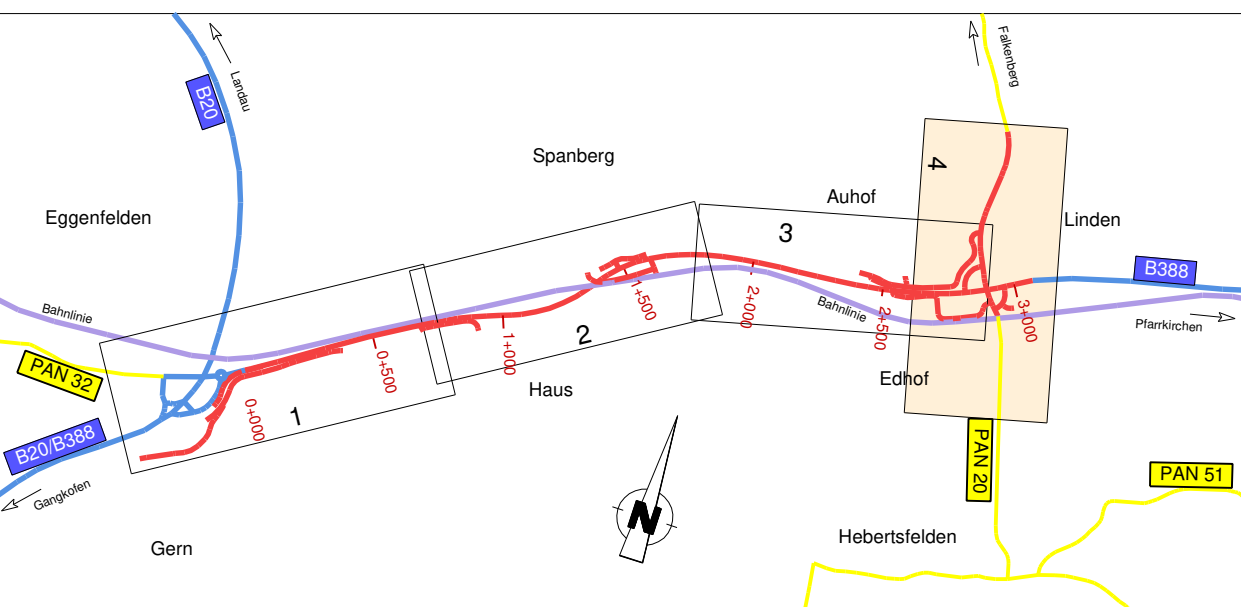 Falkenberg
Landau
B20
Spanberg
4
Auhof
Eggenfelden
Linden
3
B388
Bahnlinie
1+500
2+000
Bahnlinie
2+500
3+000
Pfarrkirchen
2
1+000
PAN 32
0+500
Edhof
Haus
0+000
1
B20/B388
PAN 20
PAN 51
Gangkofen
N
Hebertsfelden
Gern